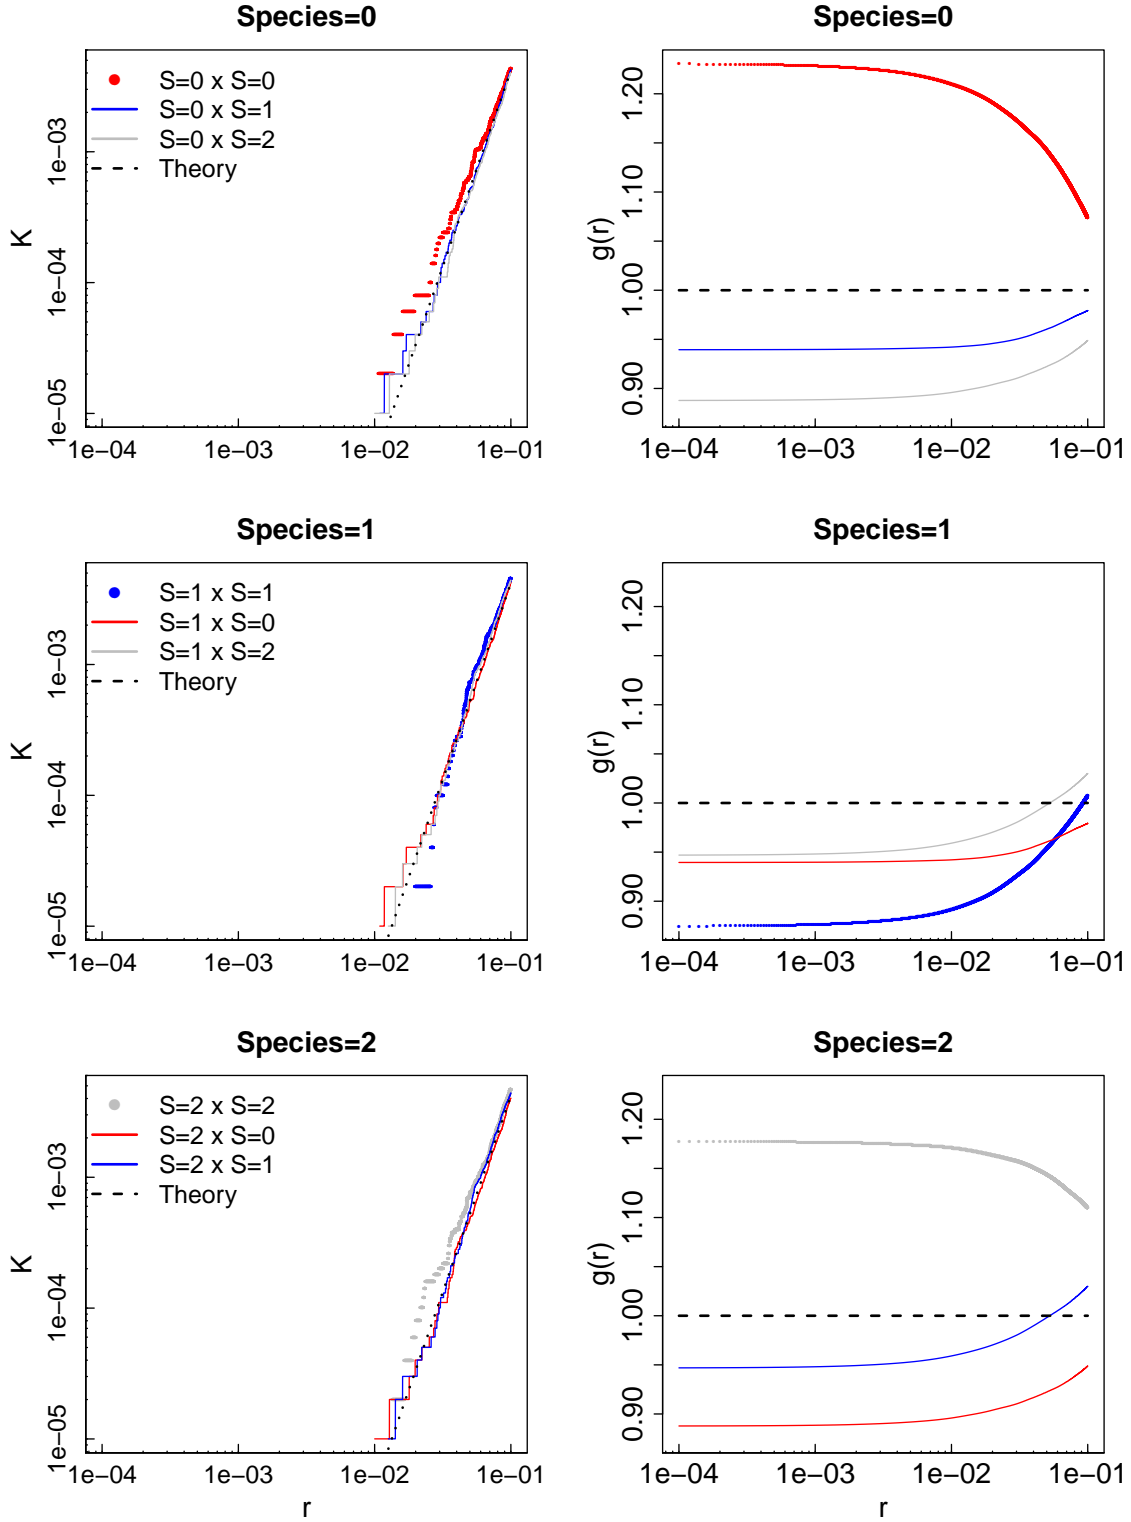 Species=0
S=0 x S=0
S=0 x S=1
S=0 x S=2
Theory
K
1e−05 1e−04 1e−03
1e−04 1e−03 1e−02 1e−01
Species=0
g(r)
0.90 1.00 1.10 1.20
1e−04 1e−03 1e−02 1e−01
Species=1
S=1 x S=1
S=1 x S=0
S=1 x S=2
Theory
K
1e−05 1e−04 1e−03
1e−04 1e−03 1e−02 1e−01
Species=1
g(r)
0.90 1.00 1.10 1.20
1e−04 1e−03 1e−02 1e−01
Species=2
S=2 x S=2
S=2 x S=0
S=2 x S=1
Theory
K
1e−05 1e−04 1e−03
1e−04 1e−03 1e−02 1e−01
r
Species=2
g(r)
0.90 1.00 1.10 1.20
1e−04 1e−03 1e−02 1e−01
r